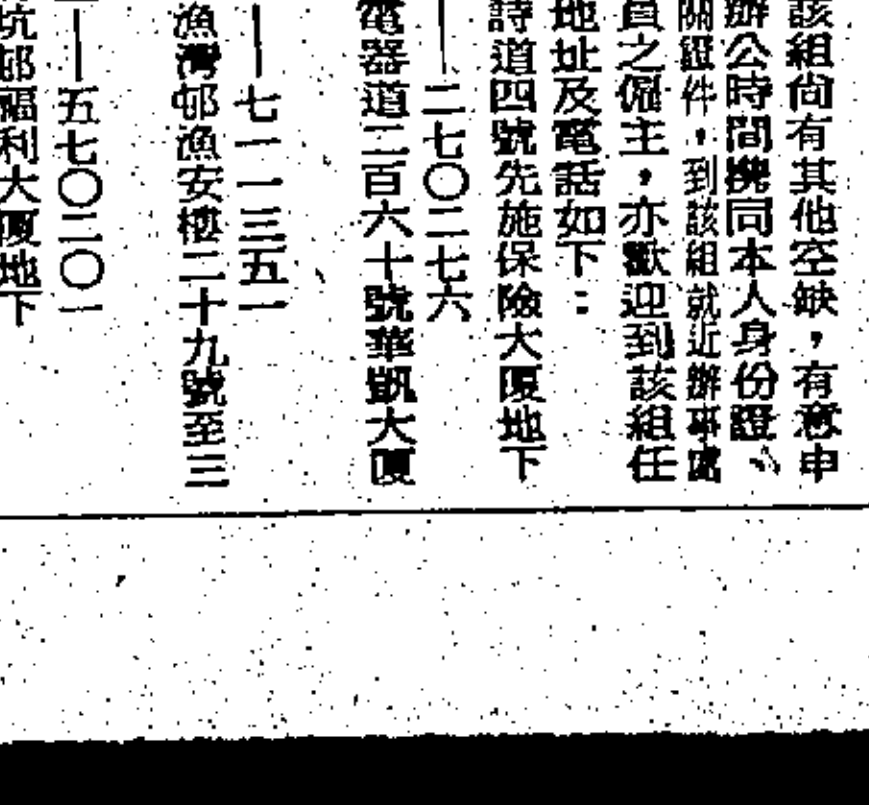 該組尙有其他空缺，有意申
辦公時間携同本人身份證
關證件，到該組就近辦事處
員之僱主，亦歡迎到該組任
地址及電話如下：
詩道四號先施保險大厦地下
｜二七〇二七六
電器道二百六十號華凱大厦
｜七一一三五一
漁灣邨漁安樓二十九號至三
｜五七〇二〇一
坑邨福利大厦地下